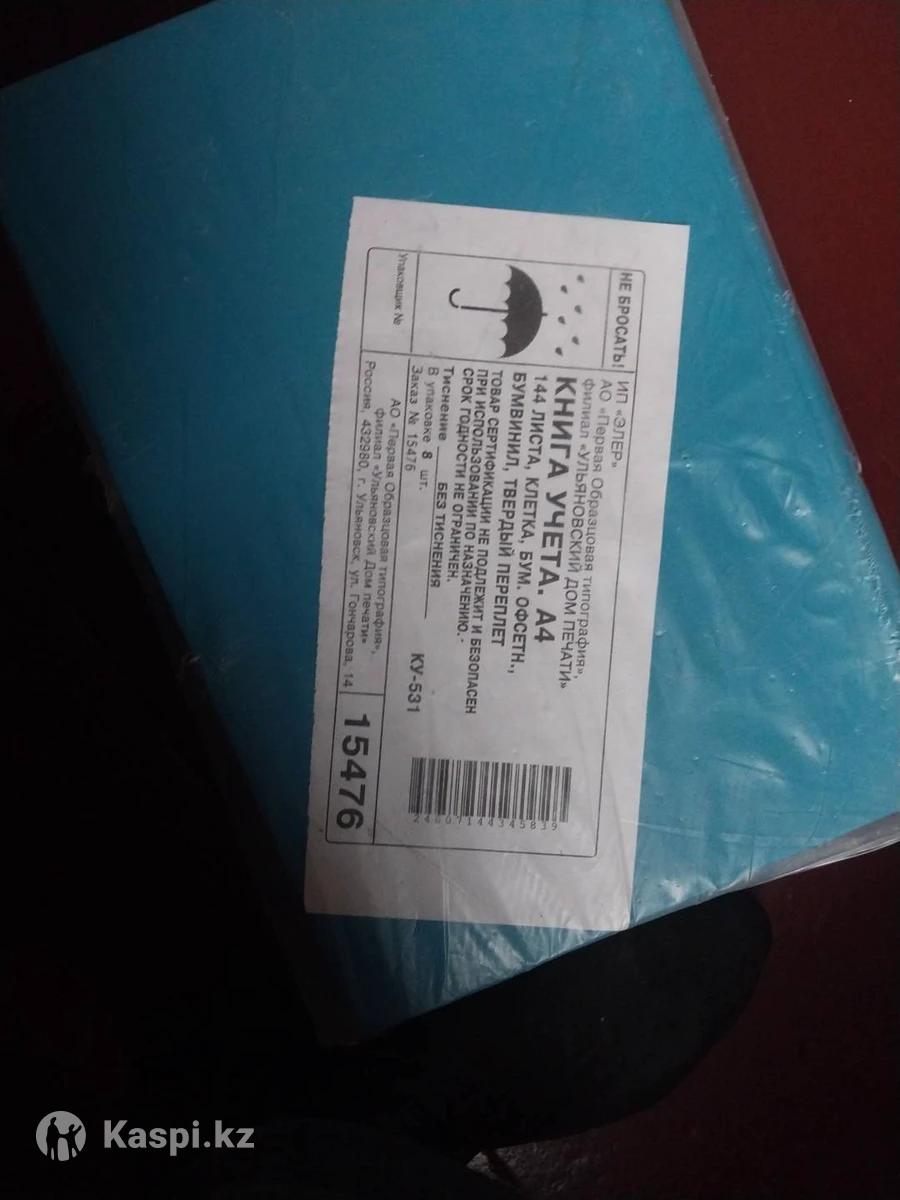 НЕ БРОСАТЬ!
ИП «ЭЛЕР»
АО «Первая Образцовая типография»,
филиал «УЛЬЯНОВСКИЙ ДОМ ПЕЧАТИ»
КНИГА УЧЕТА. А4
144 ЛИСТА, КЛЕТКА, БУМ. ОФСЕТН.,
БУМВИНИЛ, ТВЕРДЫЙ ПЕРЕПЛЕТ
ТОВАР СЕРТИФИКАЦИИ НЕ ПОДЛЕЖИТ И БЕЗОПАСЕН
ПРИ ИСПОЛЬЗОВАНИИ ПО НАЗНАЧЕНИЮ.
СРОК ГОДНОСТИ НЕ ОГРАНИЧЕН.
Тиснение БЕЗ ТИСНЕНИЯ
В упаковке 8 шт.
Заказ № 15476
КУ-531
Упаковщик №
АО «Первая Образцовая типография»,
филиал «Ульяновский Дом печати»
Россия, 432980, г. Ульяновск, ул. Гончарова, 14
15476
Kaspi.kz